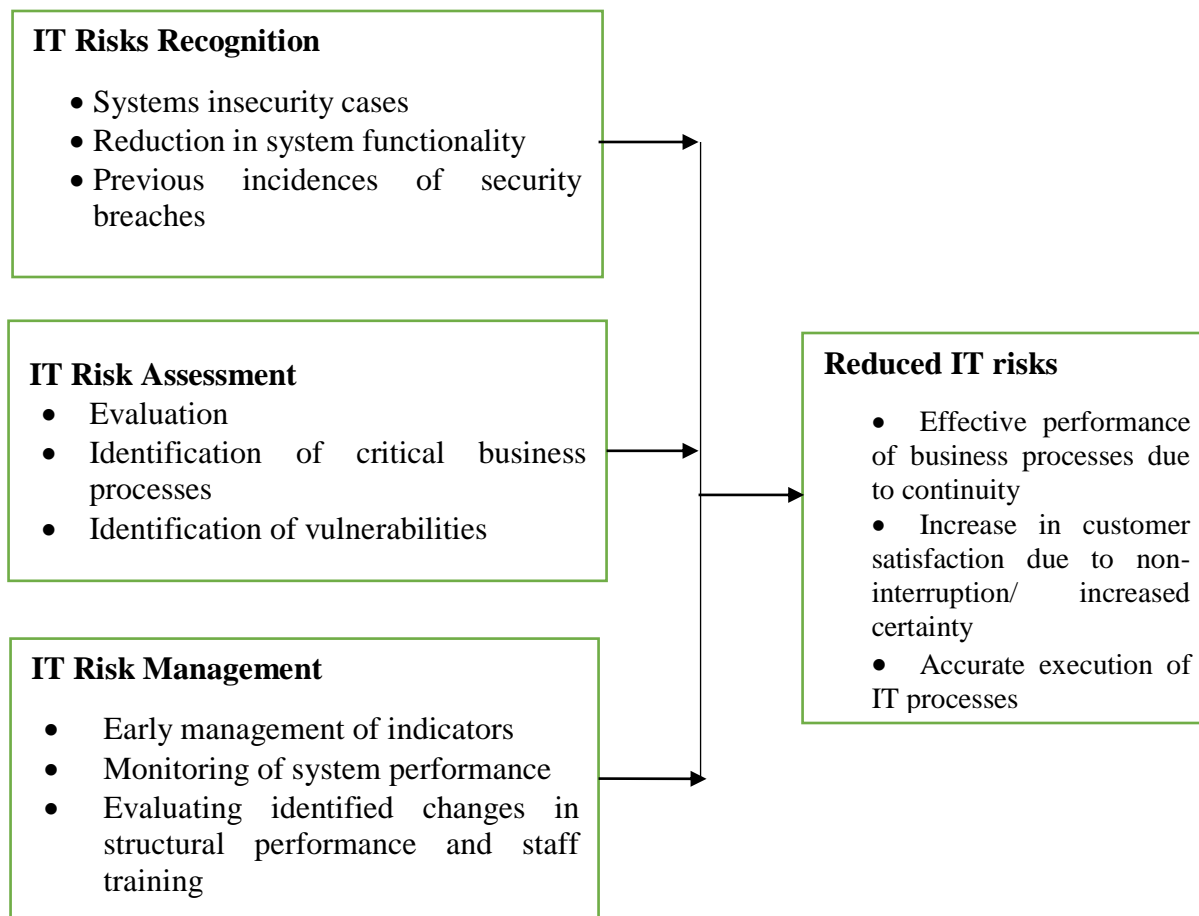 IT Risks Recognition
• Systems insecurity cases
• Reduction in system functionality
• Previous incidences of security
breaches
IT Risk Assessment
• Evaluation
• Identification of critical business
processes
• Identification of vulnerabilities
IT Risk Management
• Early management of indicators
• Monitoring of system performance
• Evaluating identified changes in
structural performance and staff
training
Reduced IT risks
• Effective performance
of business processes due
to continuity
• Increase in customer
satisfaction due to non-
interruption/ increased
certainty
• Accurate execution of
IT processes